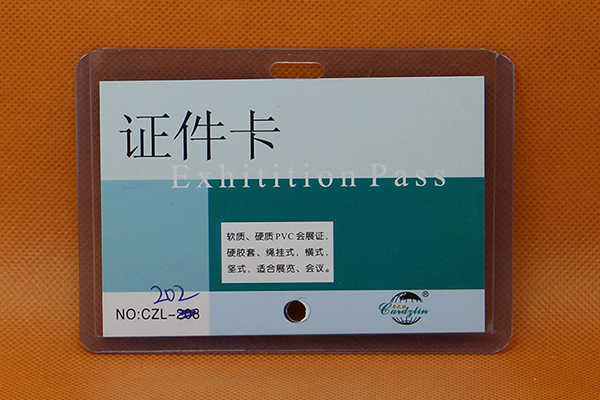 证件卡
Exhitition Pass
软质、硬质PVC会展证,
硬胶套、绳挂式,横式,
坚式,适合展览、会议。
202
NO:CZL-208
Cardzlin®